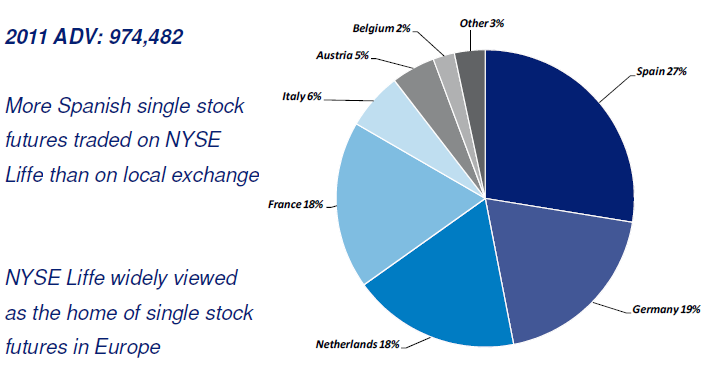 2011 ADV: 974,482
More Spanish single stock
futures traded on NYSE
Liffe than on local exchange
NYSE Liffe widely viewed
as the home of single stock
futures in Europe
Other 3%
Belgium 2%
Austria 5%
Italy 6%
France 18%
Netherlands 18%
Germany 19%
Spain 27%